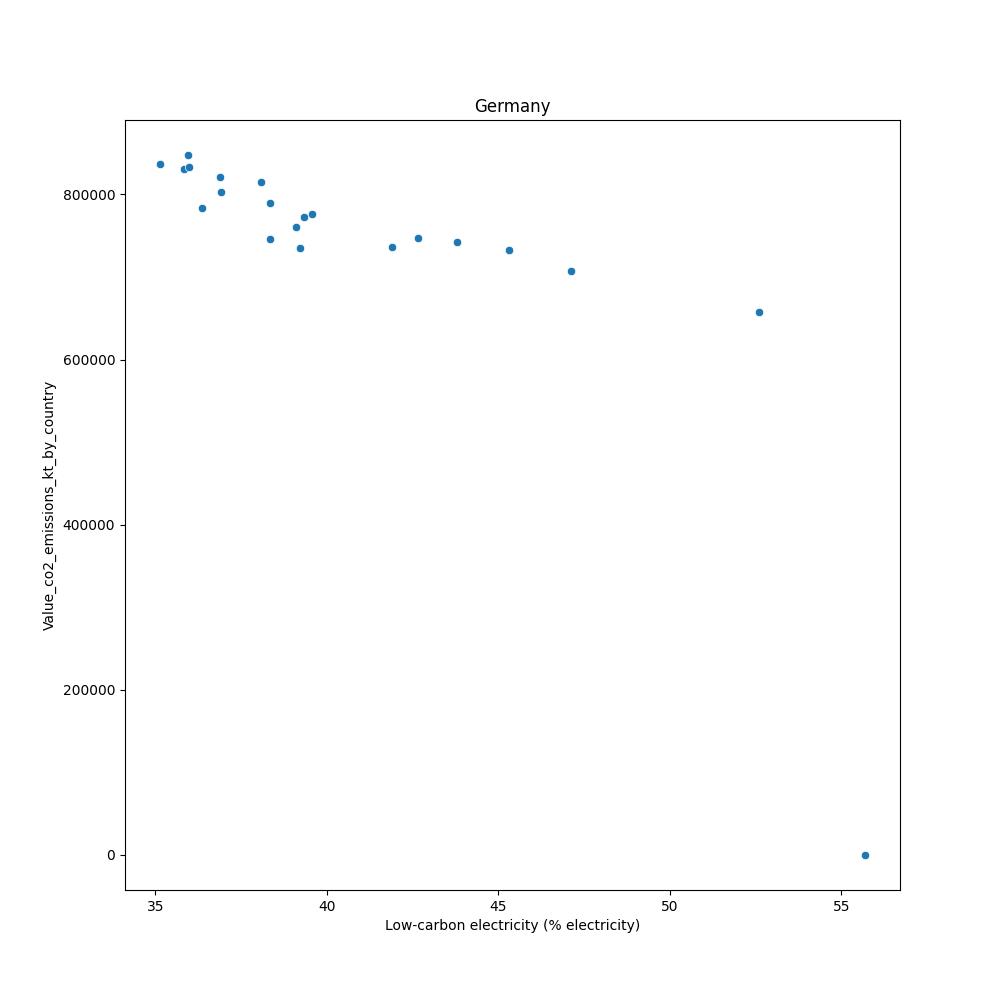 Germany
800000
600000
400000
200000
0
Value_co2_emissions_kt_by_country
35 40 45 50 55
Low-carbon electricity (% electricity)